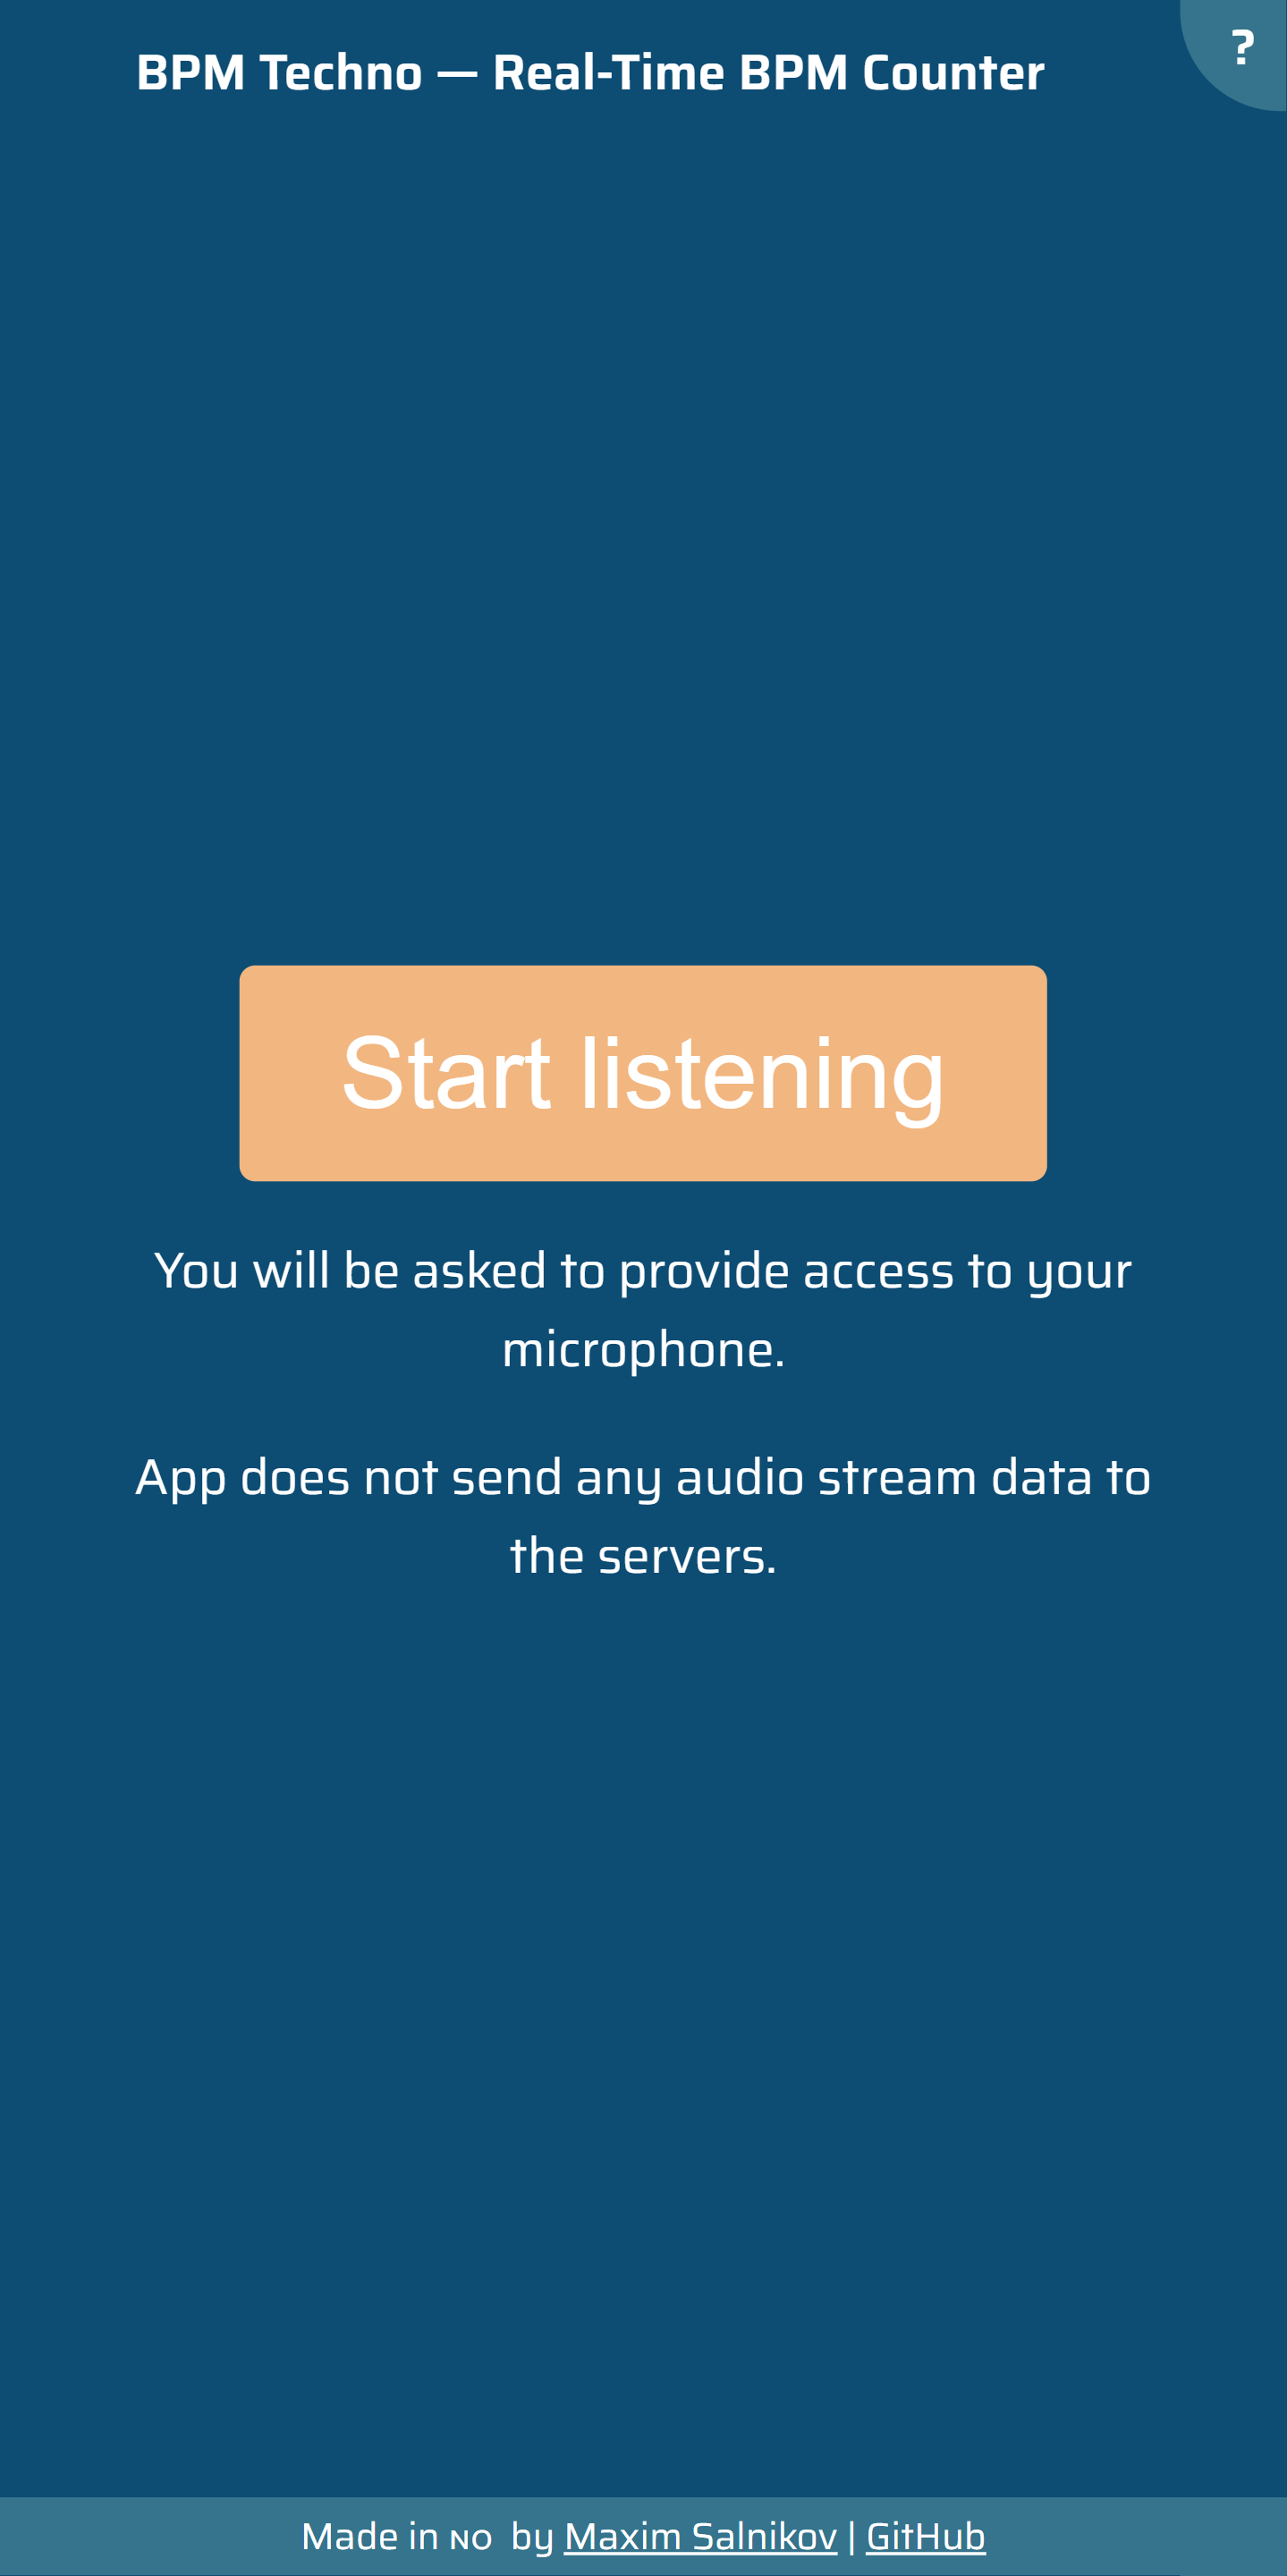 BPM Techno — Real-Time BPM Counter
?
Start listening
You will be asked to provide access to your
microphone.
App does not send any audio stream data to
the servers.
Made in NO by Maxim Salnikov | GitHub